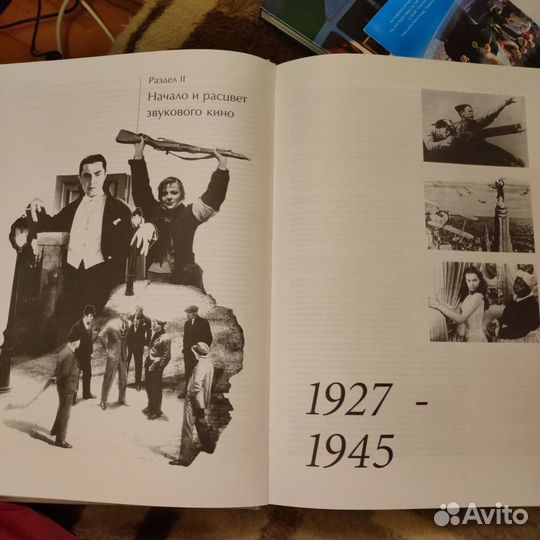 Раздел II
Начало и расцвет
звукового кино
1927 -
1945
Avito